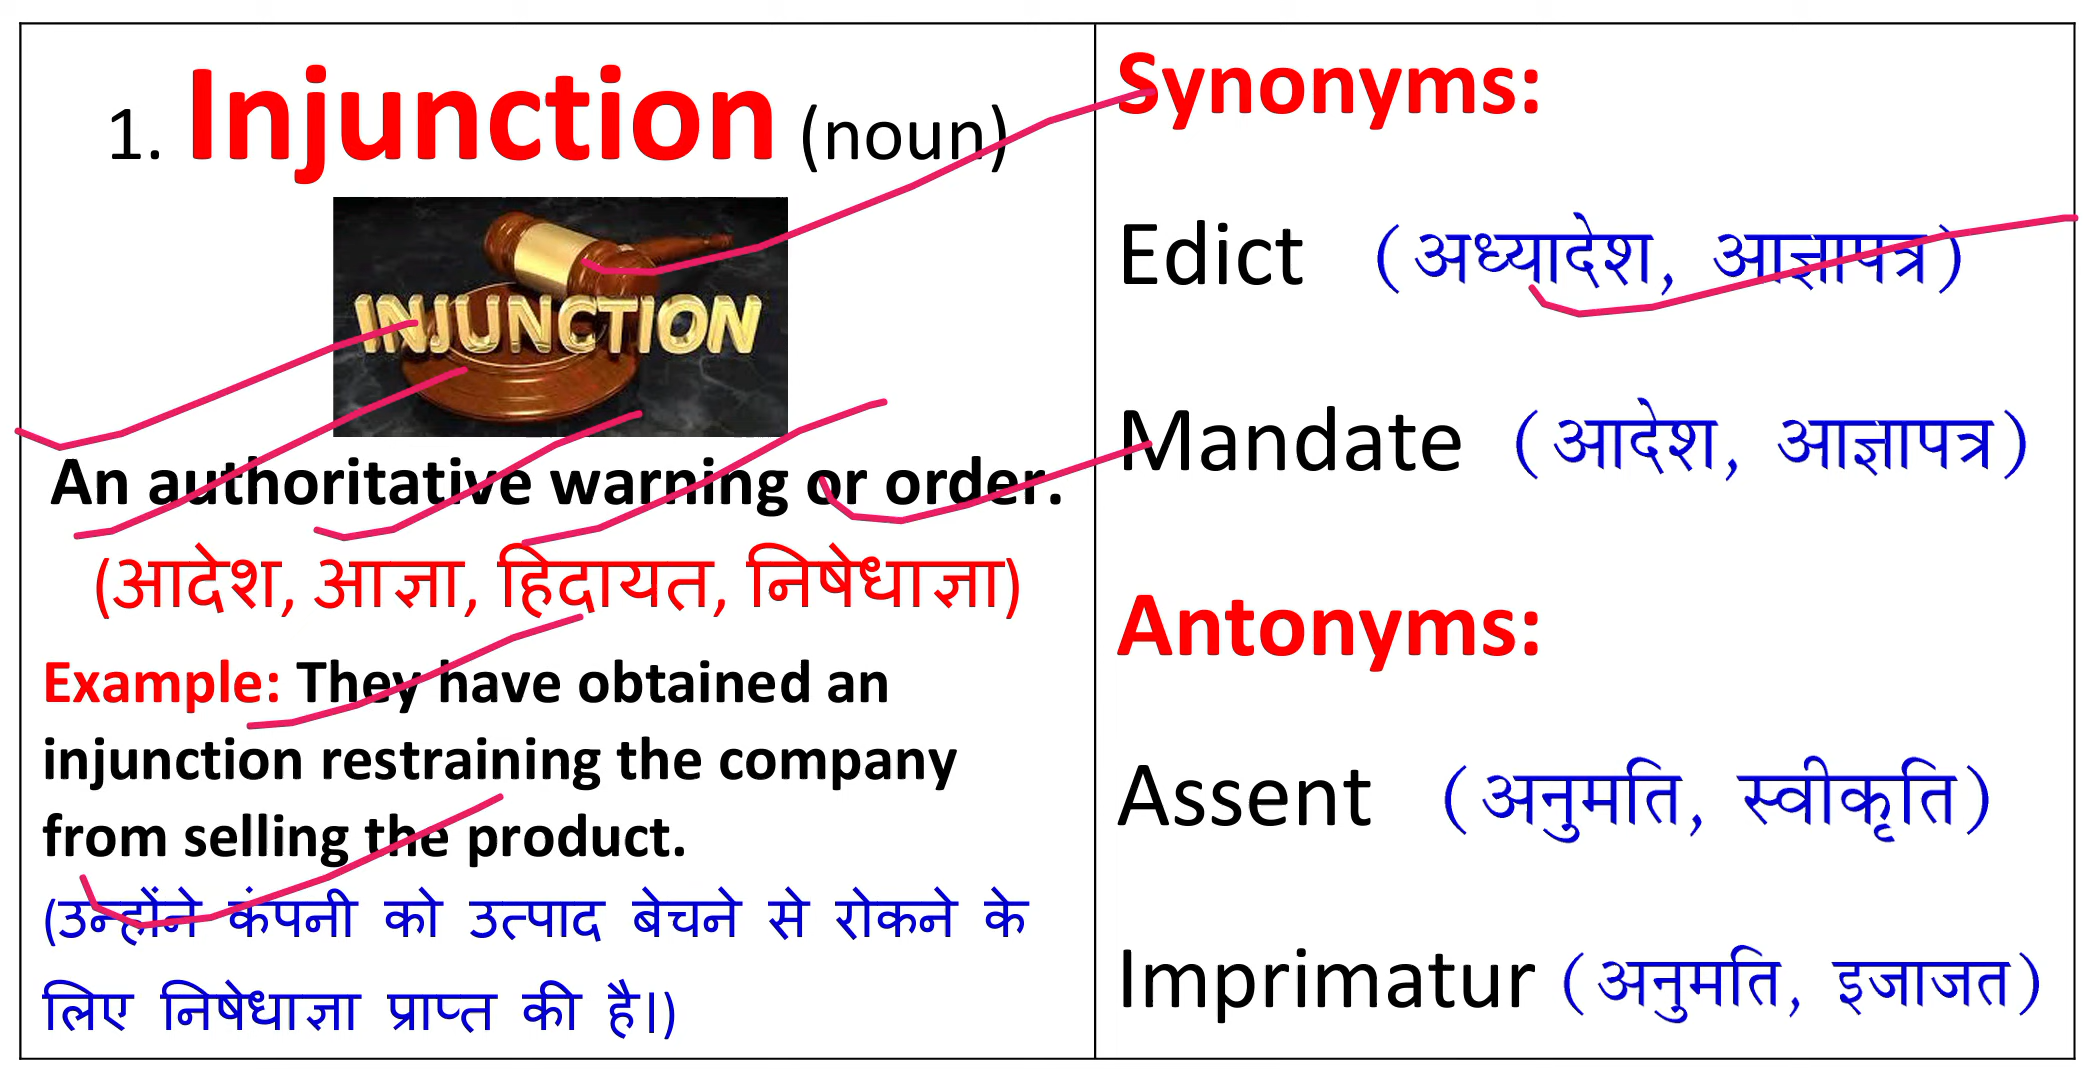 1. Injunction (noun)
INJUNCTION
An authoritative warning or order.
(आदेश, आज्ञा, हिदायत, निषेधाज्ञा)
Example: They have obtained an
injunction restraining the company
from selling the product.
(उन्होंने कंपनी को उत्पाद बेचने से रोकने के
लिए निषेधाज्ञा प्राप्त की है।)
Synonyms:
Edict (अध्यादेश, आज्ञापत्र)
Mandate (आदेश, आज्ञापत्र)
Antonyms:
Assent (अनुमति, स्वीकृति)
Imprimatur (अनुमति, इजाजत)